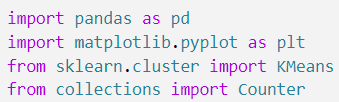 import pandas as pd
import matplotlib.pyplot as plt
from sklearn.cluster import KMeans
from collections import Counter